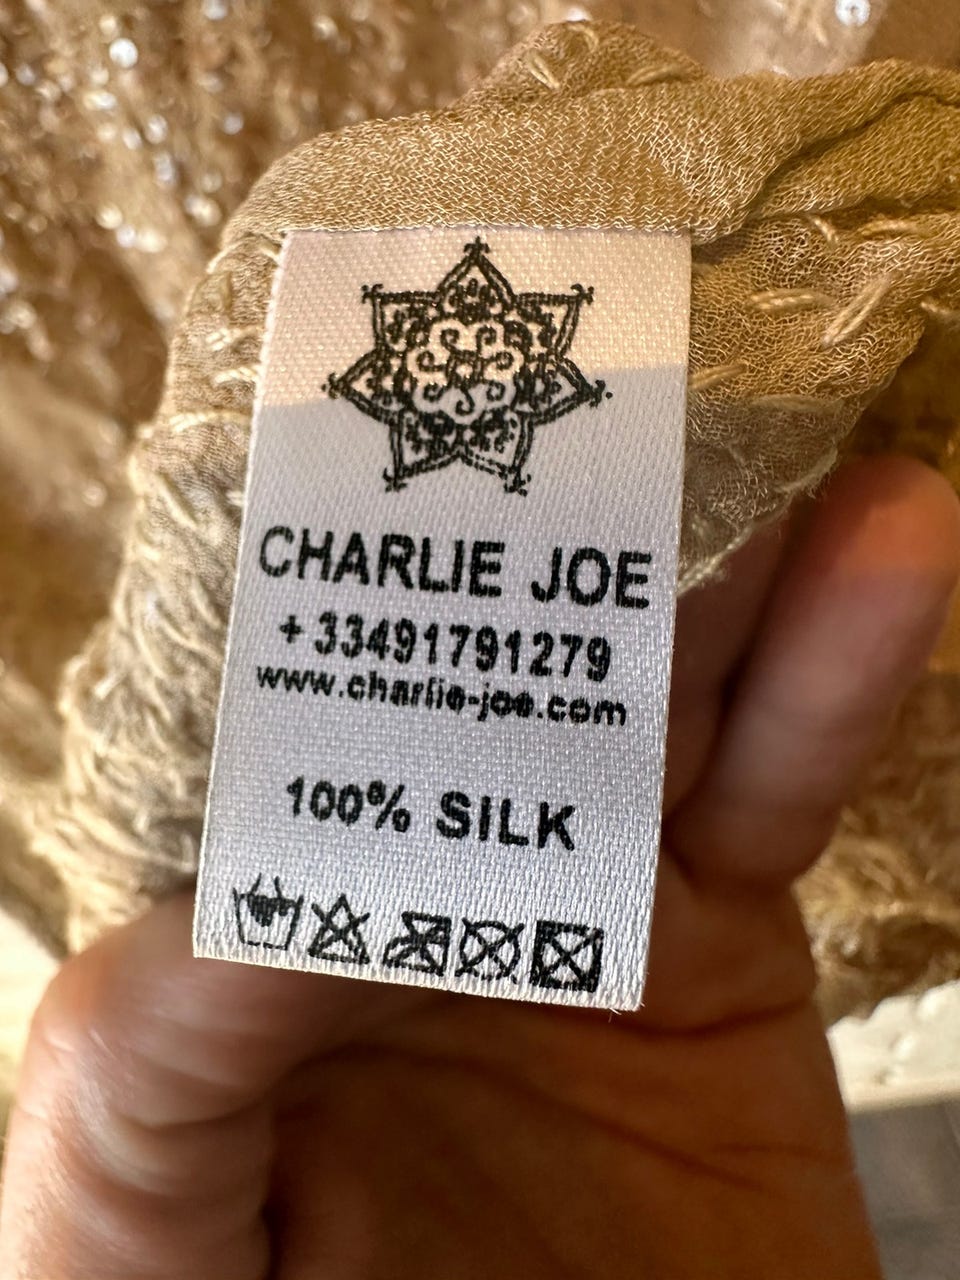 CHARLIE JOE
+33491791279
www.charlie-joe.com
100% SILK